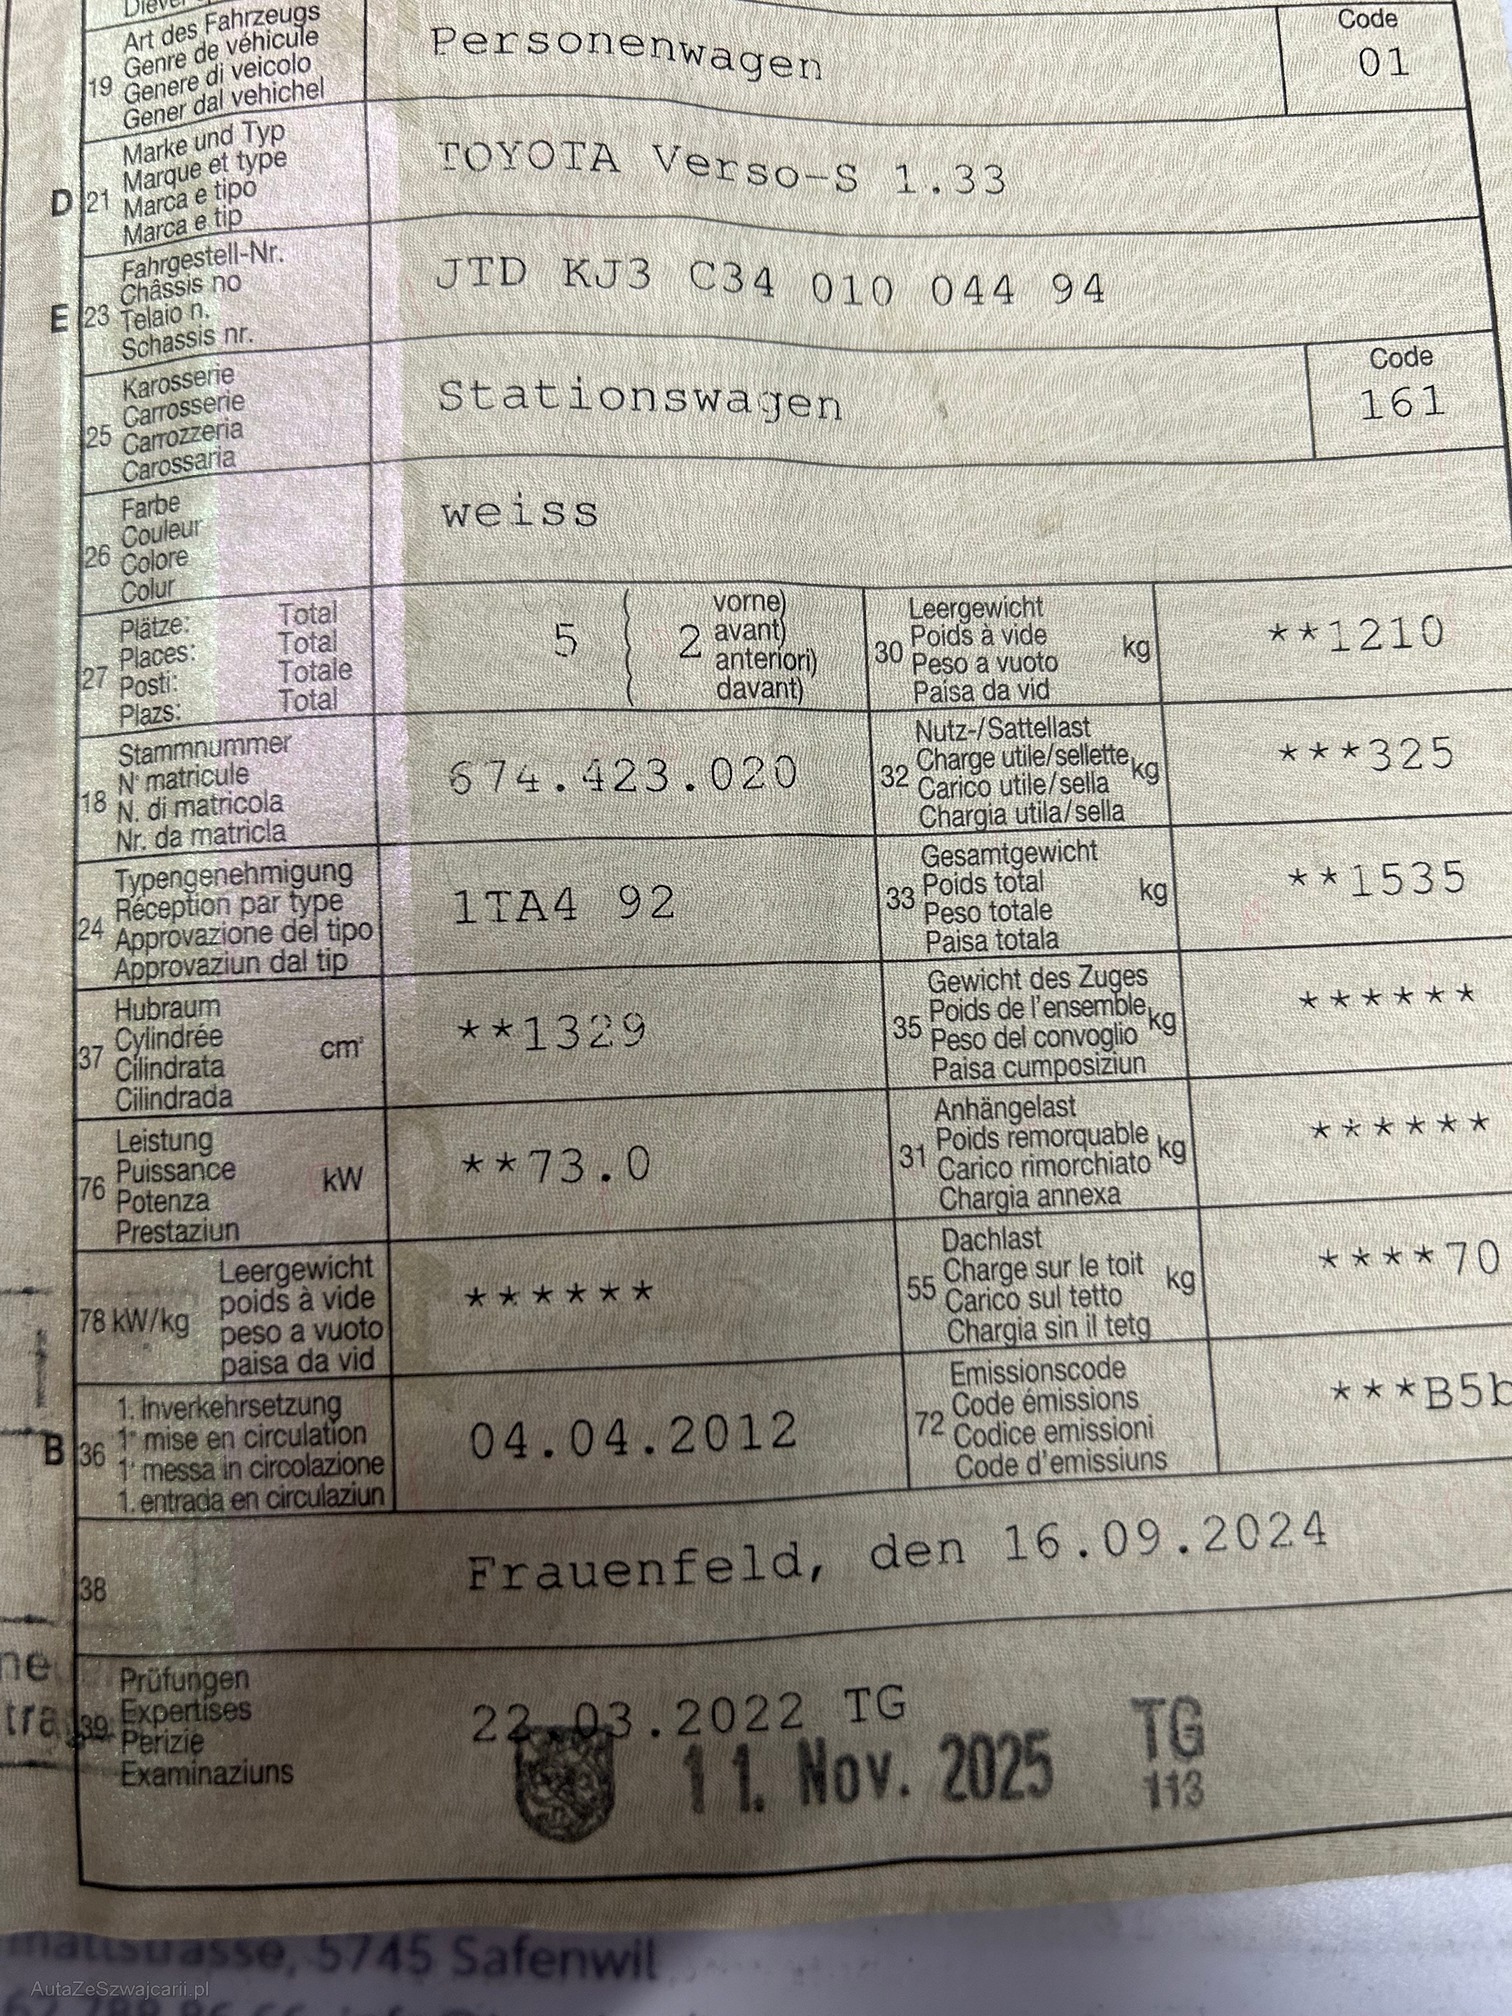 19 Art des Fahrzeugs
Genre de véhicule
Genere di veicolo
Gener dal vehichel
Personenwagen
Code
01
D 21 Marke und Typ
Marque et type
Marca e tipo
Marca e tip
TOYOTA Verso-S 1.33
E 23 Fahrgestell-Nr.
Châssis no
Telaio n.
Schassis nr.
JTD KJ3 C34 010 044 94
25 Karosserie
Carrosserie
Carrozzeria
Carossaria
Stationswagen
Code
161
26 Farbe
Couleur
Colore
Colur
weiss
27 Plätze: Total
Places: Total
Posti: Totale
Plazs: Total
5 { 2 vorne)
avant)
anteriori)
davant)
30 Leergewicht
Poids à vide kg
Peso a vuoto
Paisa da vid
**1210
18 Stammnummer
N° matricule
N. di matricola
Nr. da matricla
674.423.020
32 Nutz-/Sattellast
Charge utile/sellette kg
Carico utile/sella
Chargia utila/sella
***325
24 Typengenehmigung
Réception par type
Approvazione del tipo
Approvaziun dal tip
1TA4 92
33 Gesamtgewicht
Poids total kg
Peso totale
Paisa totala
**1535
37 Hubraum
Cylindrée cm³
Cilindrata
Cilindrada
**1329
35 Gewicht des Zuges
Poids de l'ensemble kg
Peso del convoglio
Paisa cumposiziun
******
76 Leistung
Puissance kW
Potenza
Prestaziun
**73.0
31 Anhängelast
Poids remorquable kg
Carico rimorchiato
Chargia annexa
******
78 kW/kg Leergewicht
poids à vide
peso a vuoto
paisa da vid
******
55 Dachlast
Charge sur le toit kg
Carico sul tetto
Chargia sin il tetg
****70
B 36 1. Inverkehrsetzung
1re mise en circulation
1a messa in circolazione
1. entrada en circulaziun
04.04.2012
72 Emissionscode
Code émissions
Codice emissioni
Code d'emissiuns
***B5b
38
Frauenfeld, den 16.09.2024
39 Prüfungen
Expertises
Perizie
Examinaziuns
22.03.2022 TG
11. Nov. 2025 TG
113
5745 Safenwil
AutaZeSzwajcarii.pl